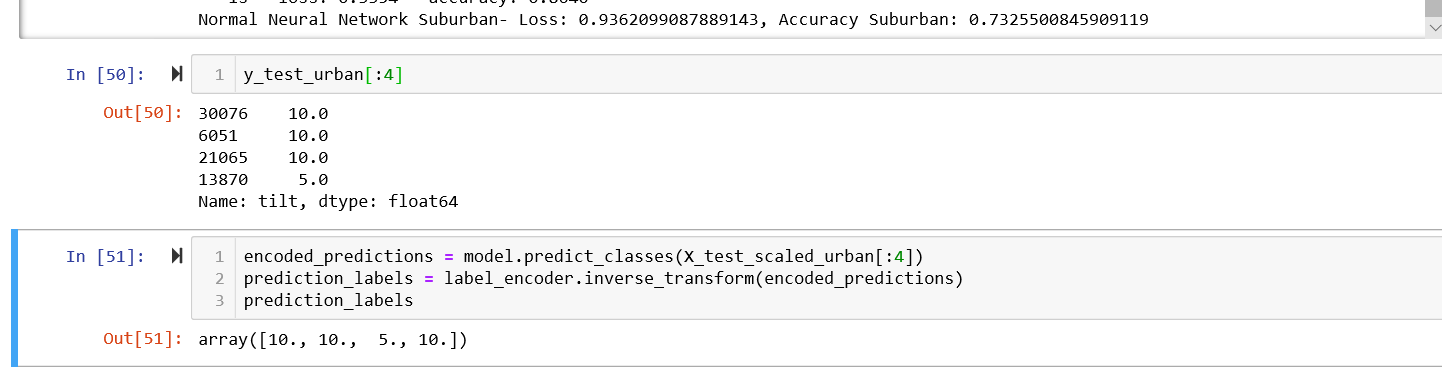 Normal Neural Network Suburban- Loss: 0.9362099087889143, Accuracy Suburban: 0.7325500845909119
In [50]: 1 y_test_urban[:4]
Out[50]: 30076    10.0
6051     10.0
21065    10.0
13870     5.0
Name: tilt, dtype: float64
In [51]: 1 encoded_predictions = model.predict_classes(X_test_scaled_urban[:4])
2 prediction_labels = label_encoder.inverse_transform(encoded_predictions)
3 prediction_labels
Out[51]: array([10., 10.,  5., 10.])